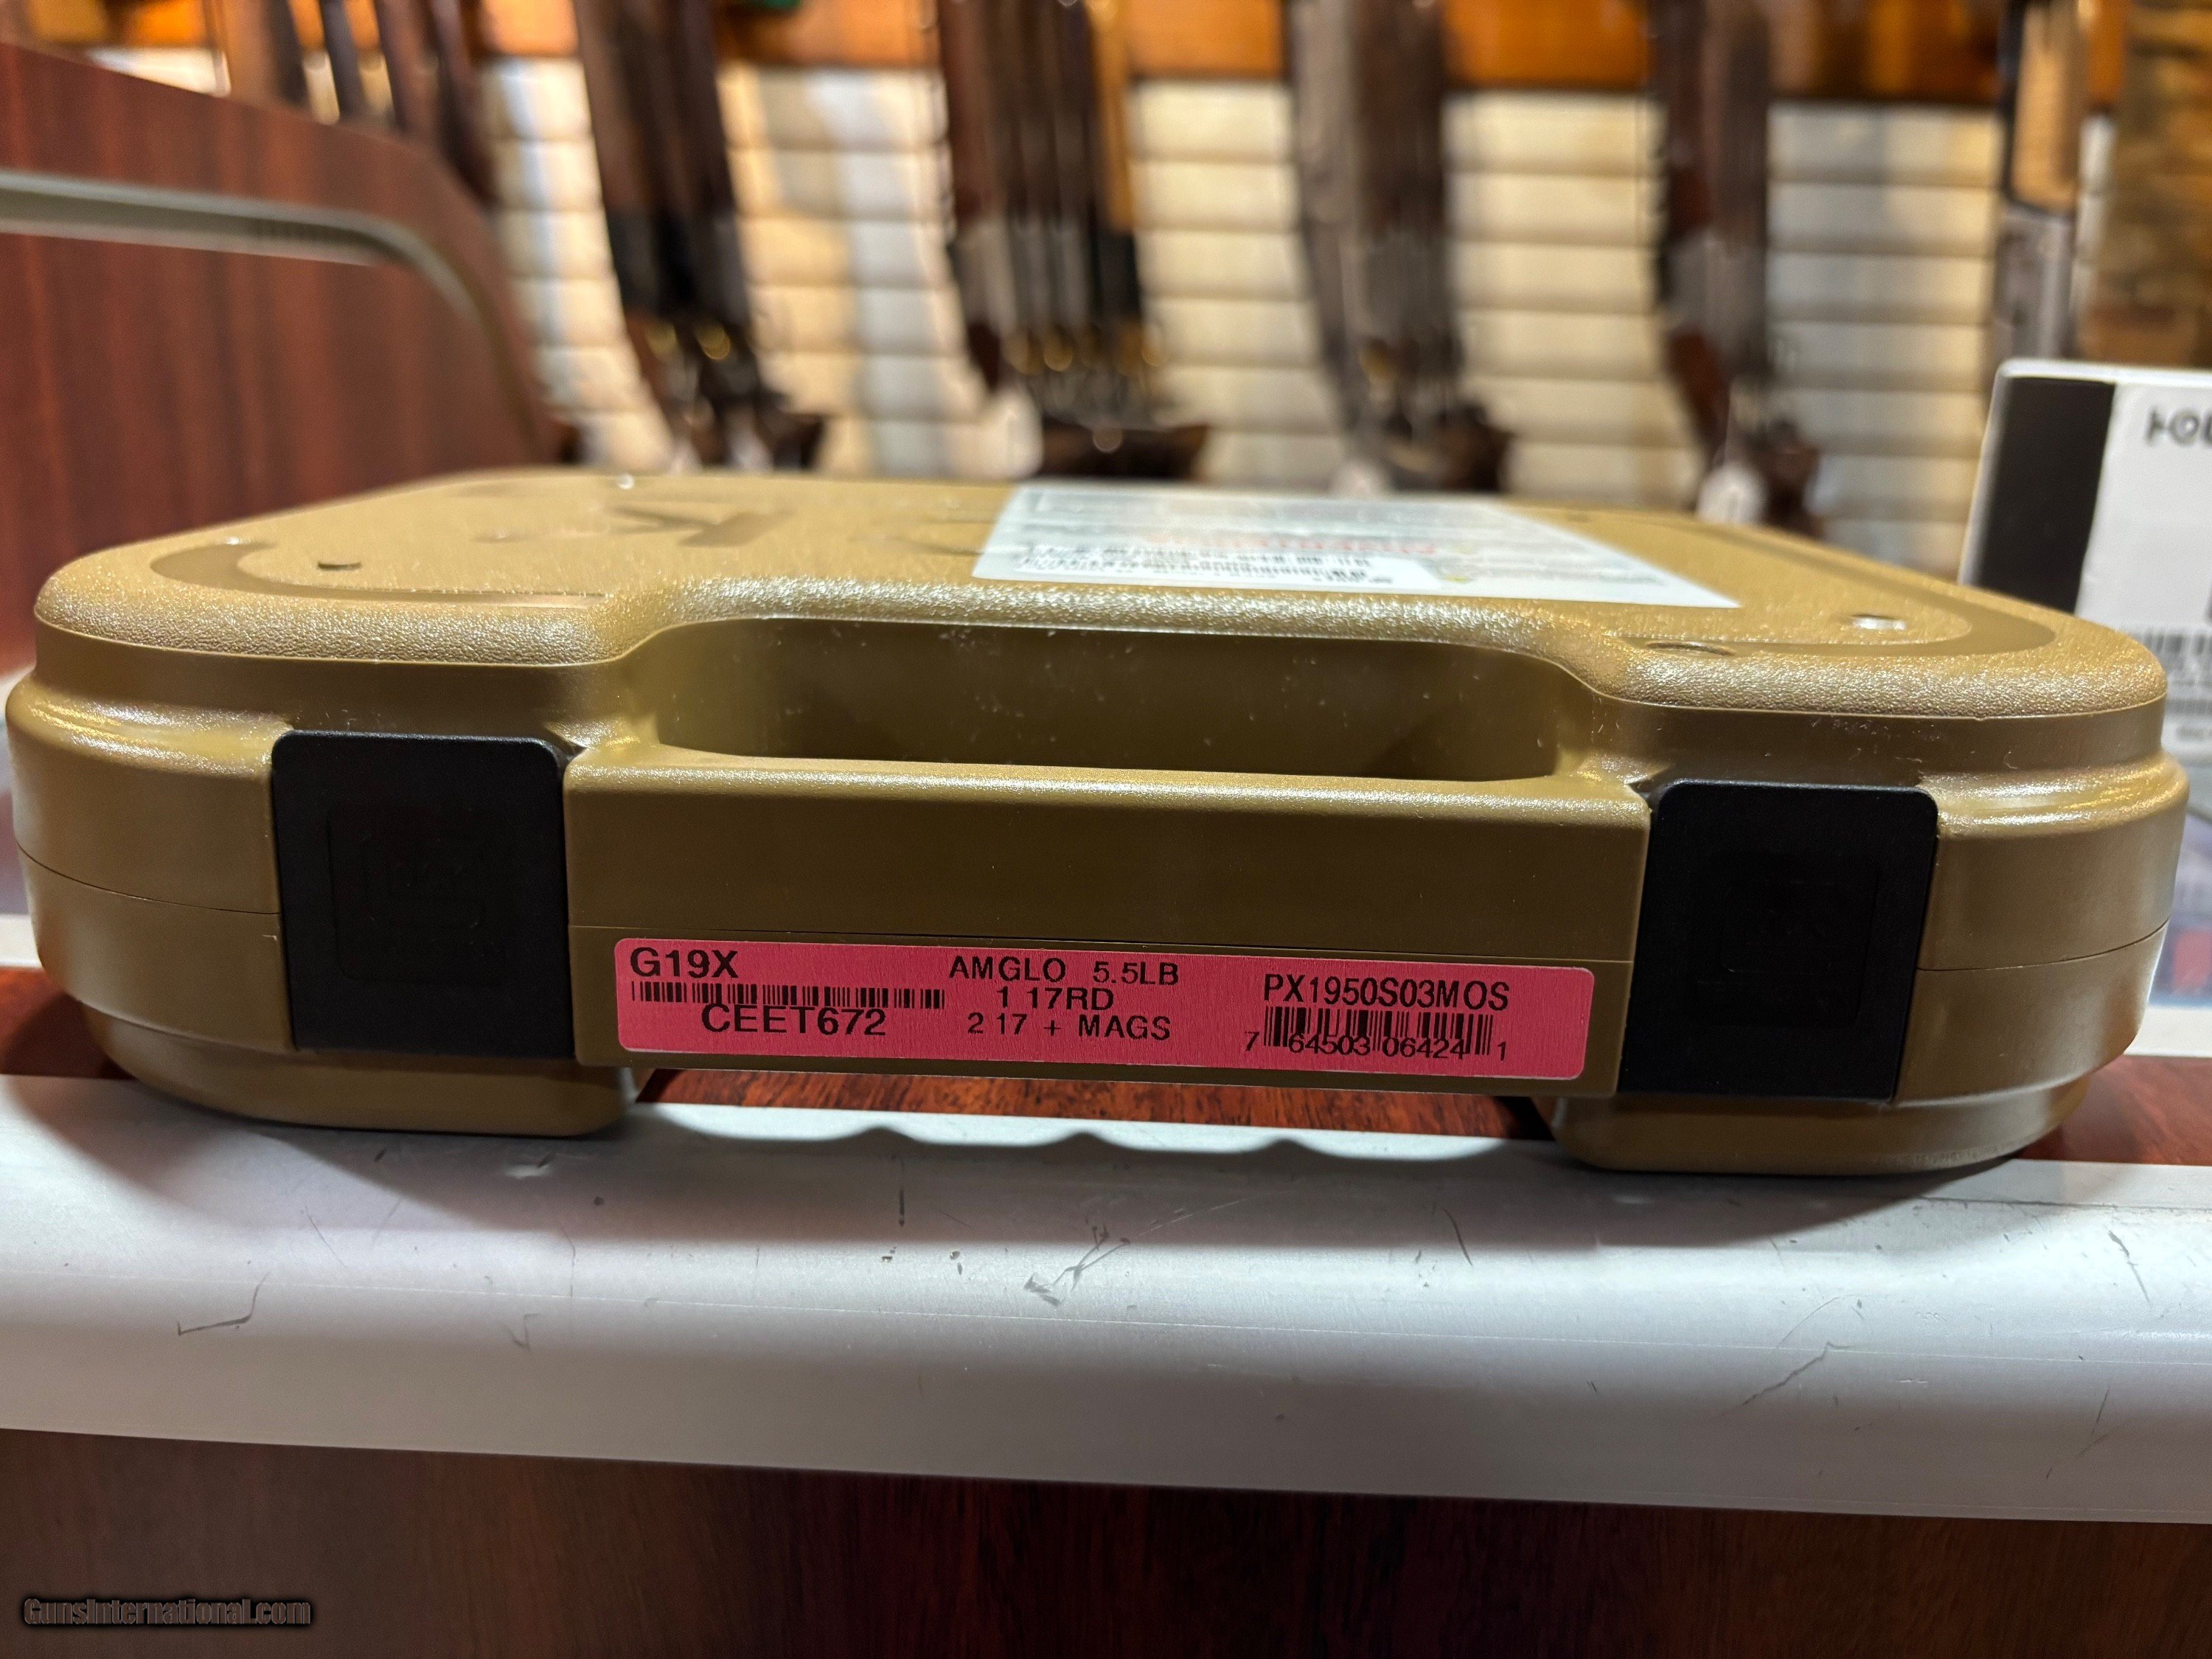 G19X
CEET672
AMGLO 5.5LB
1 17RD
2 17 + MAGS
PX1950S03MOS
7 64503 06424 1
GunsInternational.com